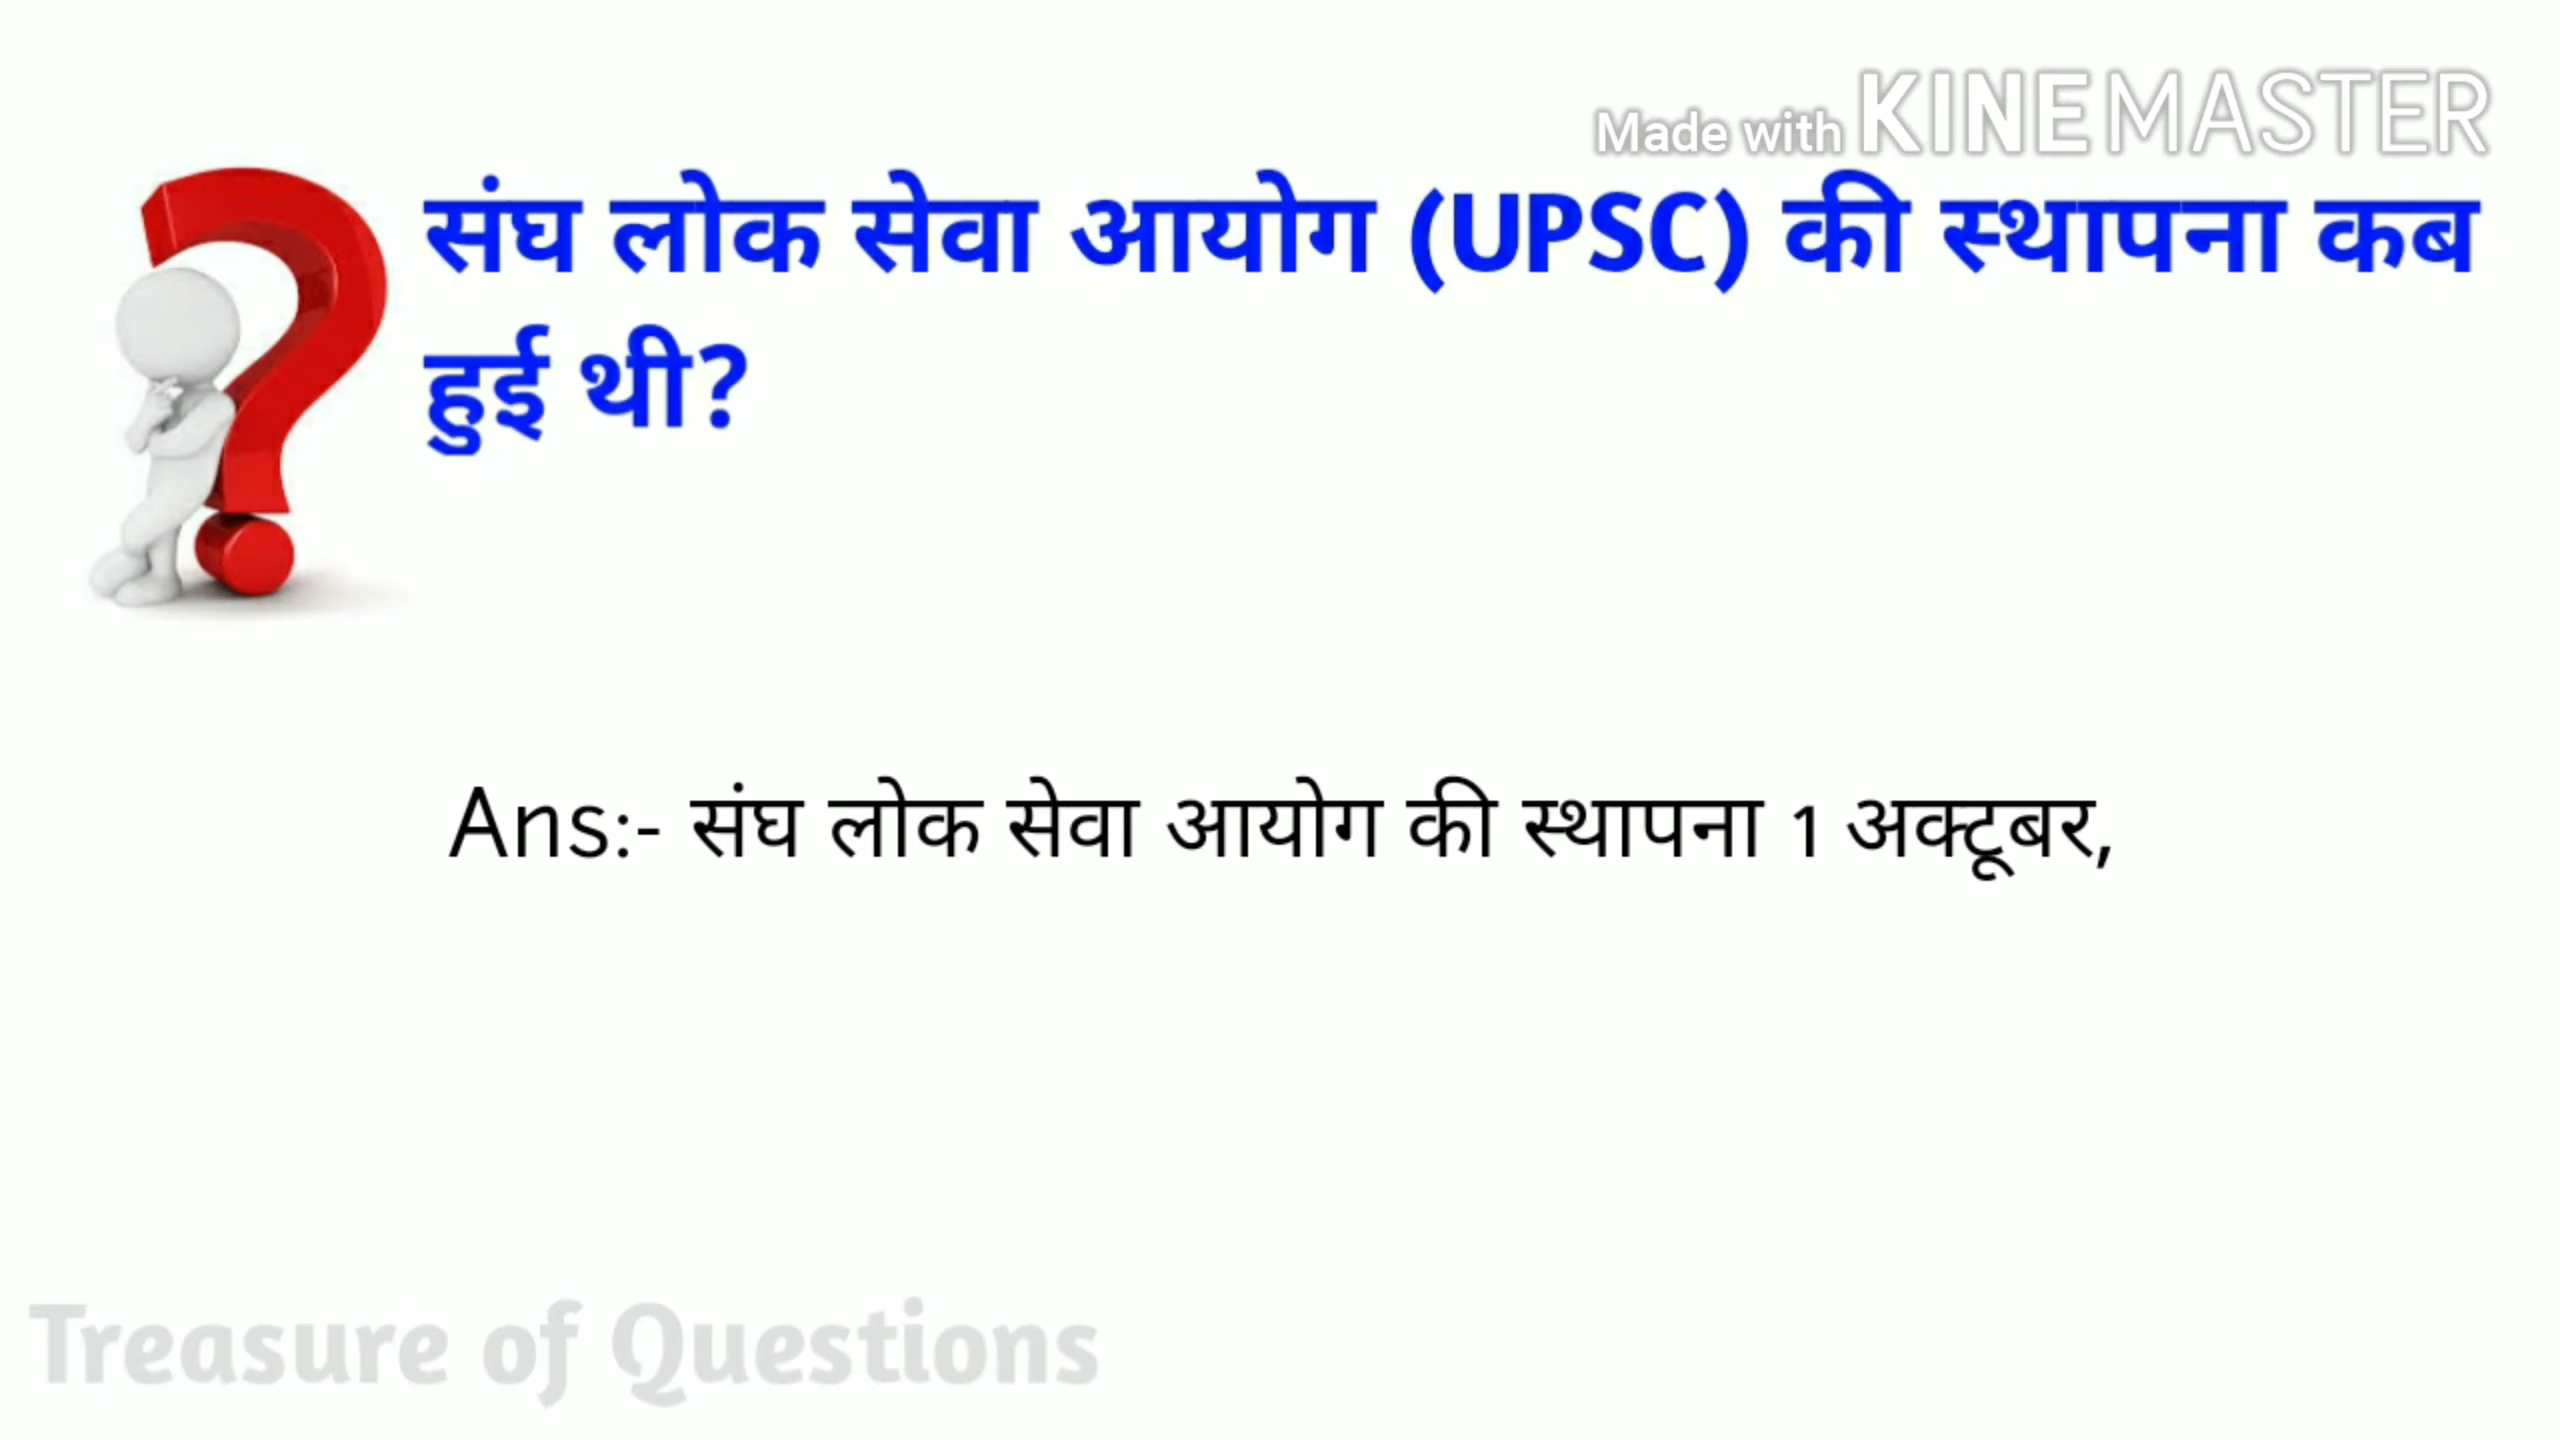 Made with KINEMASTER
संघ लोक सेवा आयोग (UPSC) की स्थापना कब
हुई थी?
Ans:- संघ लोक सेवा आयोग की स्थापना 1 अक्टूबर,
Treasure of Questions